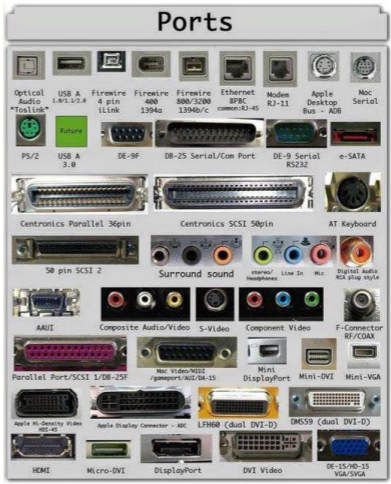 Ports
Optical
Audio
"Toslink"
USB A
1.0/1.1/2.0
Firewire
4 pin
iLink
Firewire
400
1394a
Firewire
800/3200
1394b/c
Ethernet
8P8C
common:RJ-45
Modem
RJ-11
Apple
Desktop
Bus - ADB
Mac
Serial
PS/2
Future
USB A
3.0
DE-9F
DB-25 Serial/Com Port
DE-9 Serial
RS232
e-SATA
Centronics Parallel 36pin
Centronics SCSI 50pin
AT Keyboard
50 pin SCSI 2
Surround sound
stereo/
Headphones
Line In
Mic
Digital Audio
RCA plug style
AAUI
Composite Audio/Video
S-Video
Component Video
F-Connector
RF/COAX
Parallel Port/SCSI 1/DB-25F
Mac Video/MIDI
/gameport/AUI/DA-15
Mini
DisplayPort
Mini-DVI
Mini-VGA
Apple Hi-Density Video
HDI-45
Apple Display Connector - ADC
LFH60 (dual DVI-D)
DMS59 (dual DVI-D)
HDMI
Micro-DVI
DisplayPort
DVI Video
DE-15/HD-15
VGA/SVGA